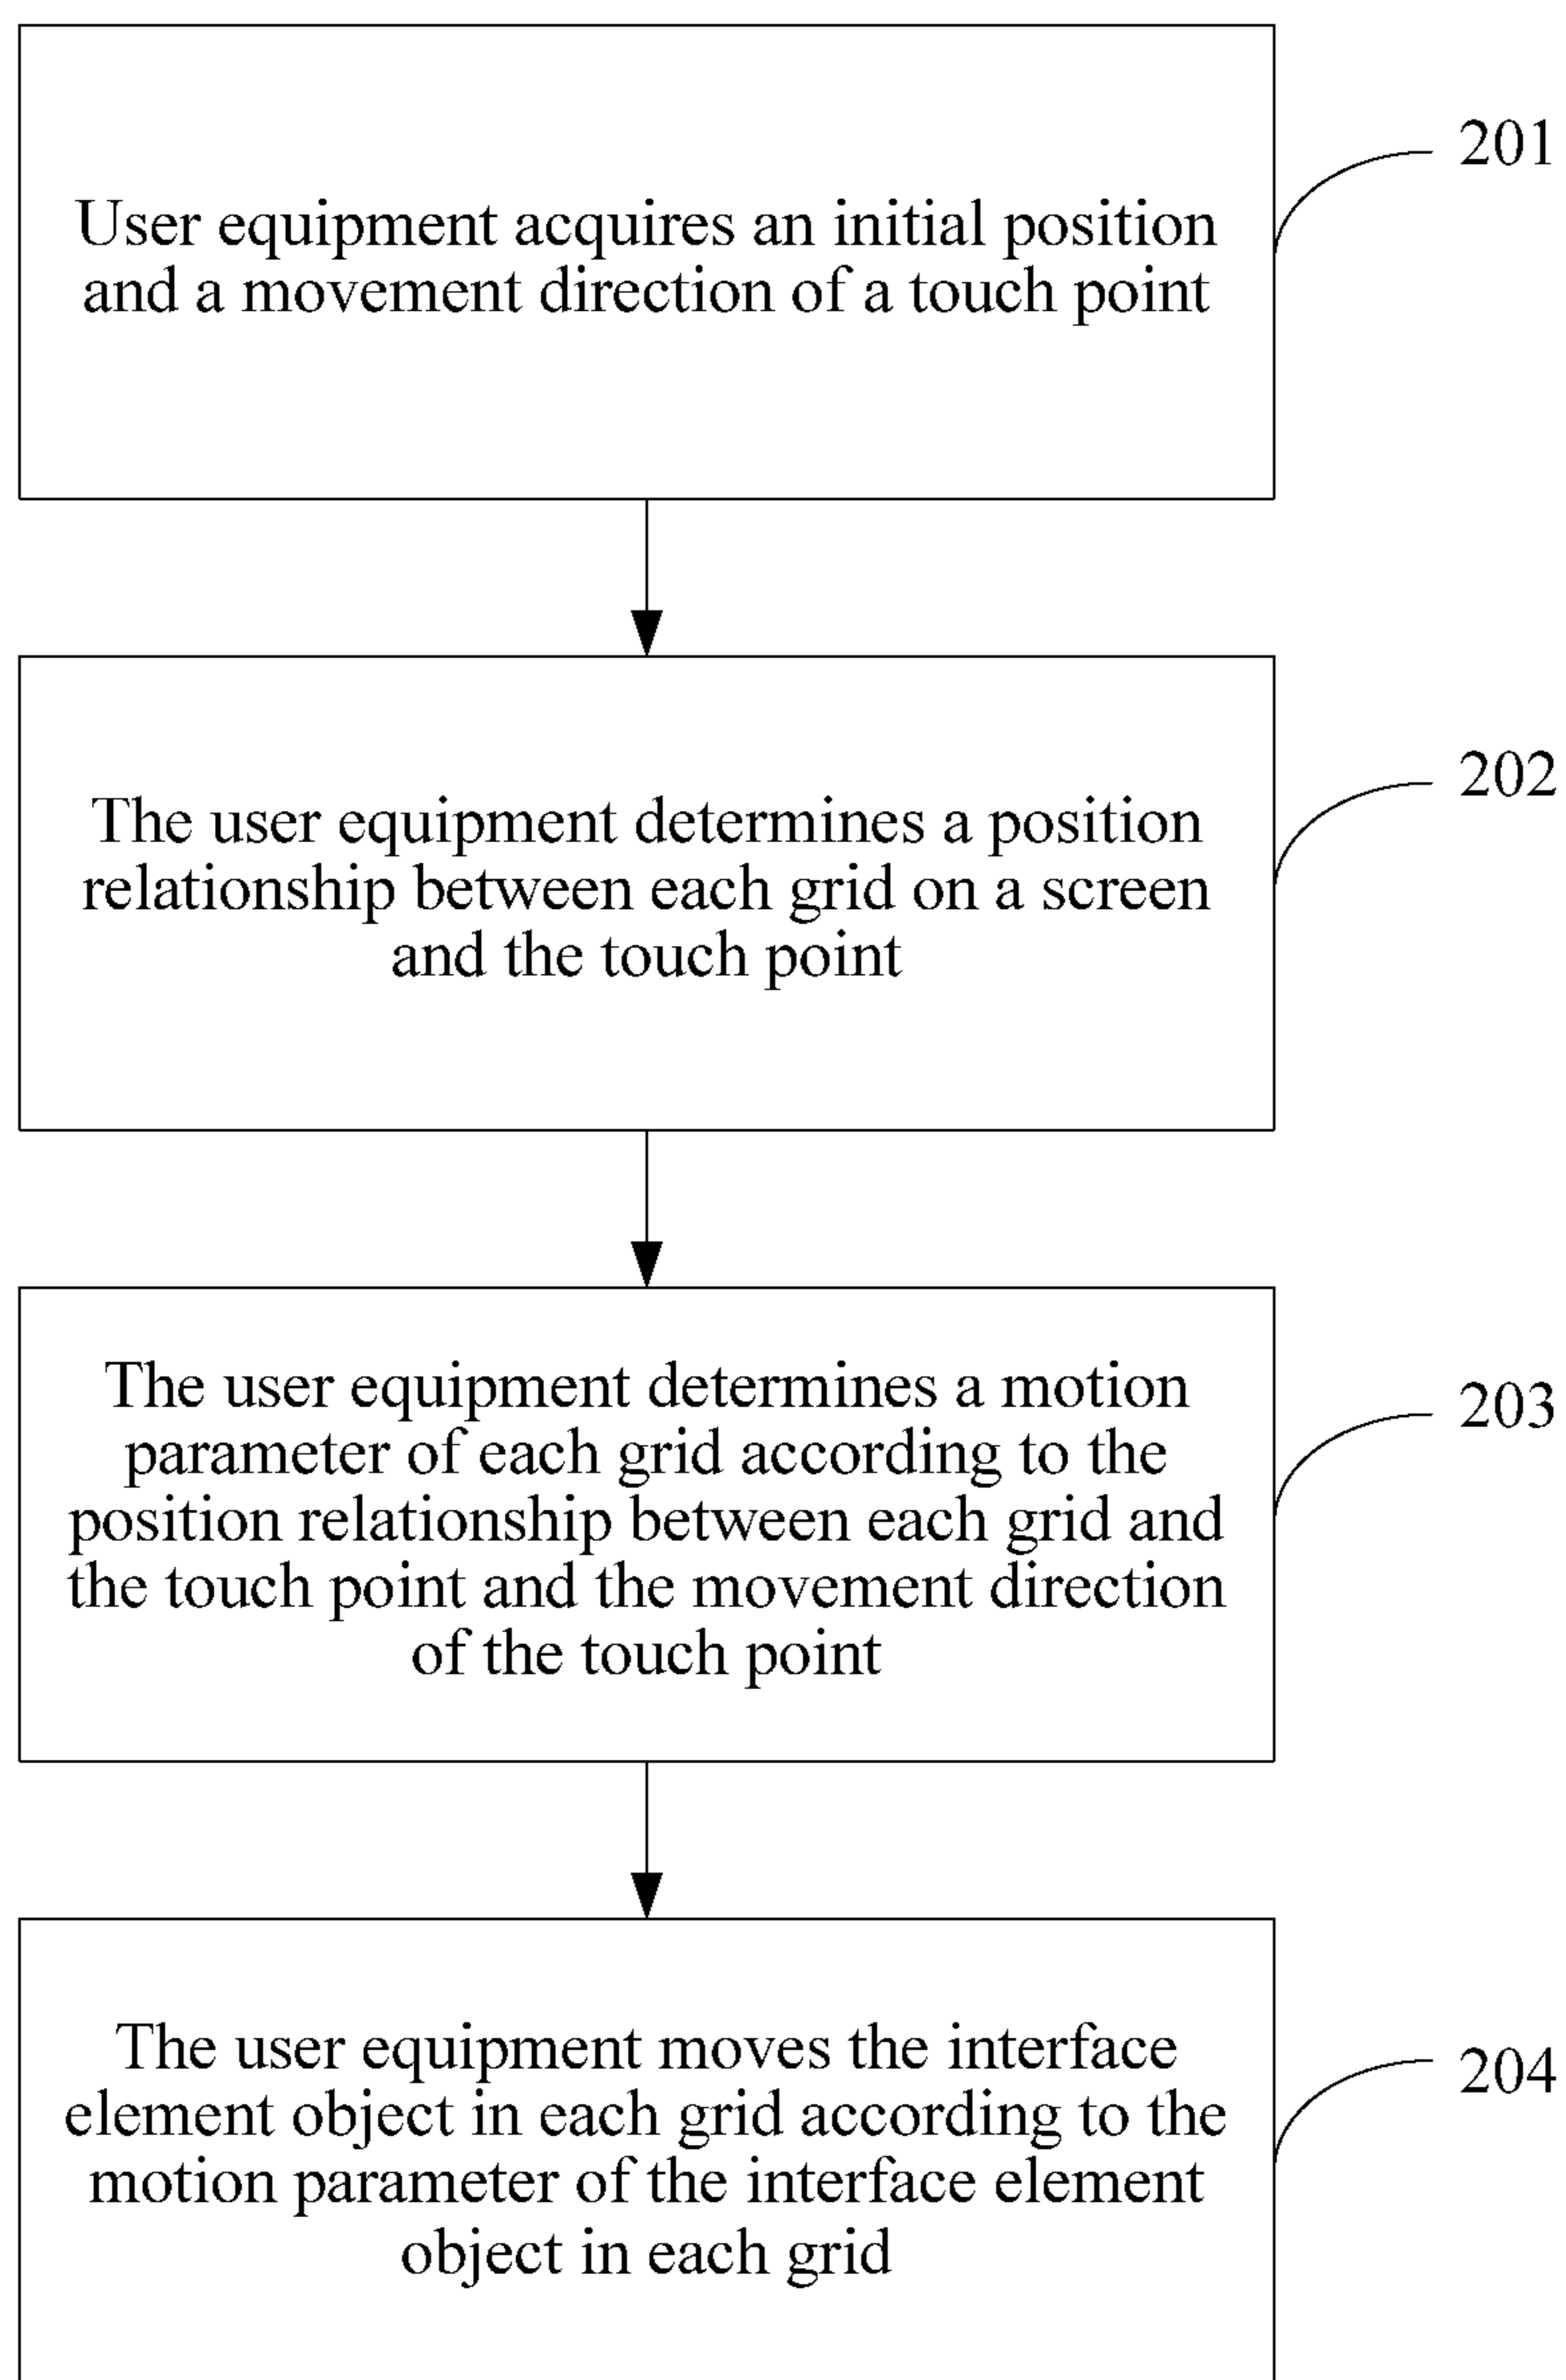 201
User equipment acquires an initial position
and a movement direction of a touch point
202
The user equipment determines a position
relationship between each grid on a screen
and the touch point
203
The user equipment determines a motion
parameter of each grid according to the
position relationship between each grid and
the touch point and the movement direction
of the touch point
204
The user equipment moves the interface
element object in each grid according to the
motion parameter of the interface element
object in each grid